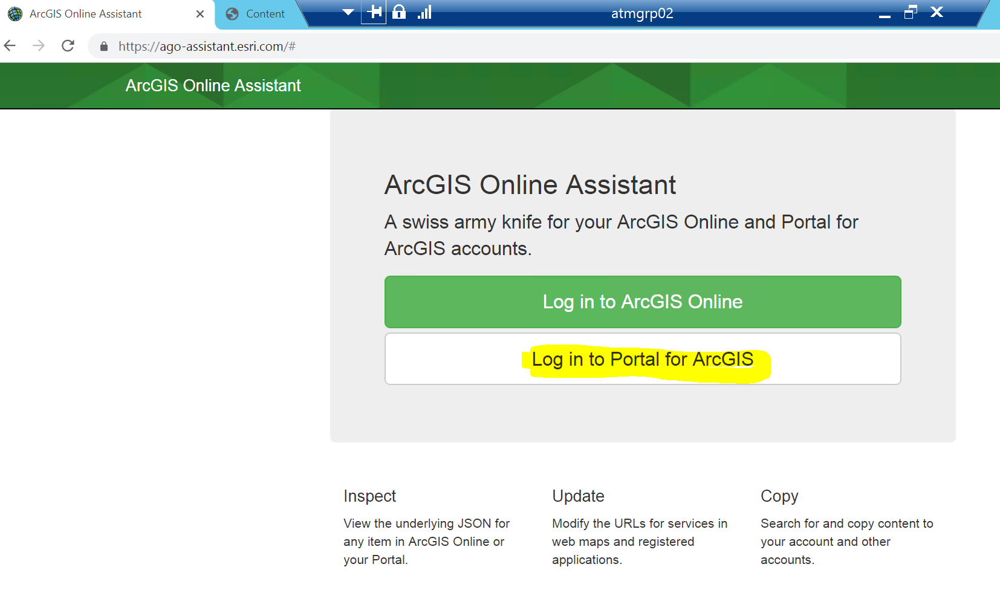 ArcGIS Online Assistant
Content
atmgrp02
https://ago-assistant.esri.com/#
ArcGIS Online Assistant
ArcGIS Online Assistant
A swiss army knife for your ArcGIS Online and Portal for
ArcGIS accounts.
Log in to ArcGIS Online
Log in to Portal for ArcGIS
Inspect
View the underlying JSON for
any item in ArcGIS Online or
your Portal.
Update
Modify the URLs for services in
web maps and registered
applications.
Copy
Search for and copy content to
your account and other
accounts.